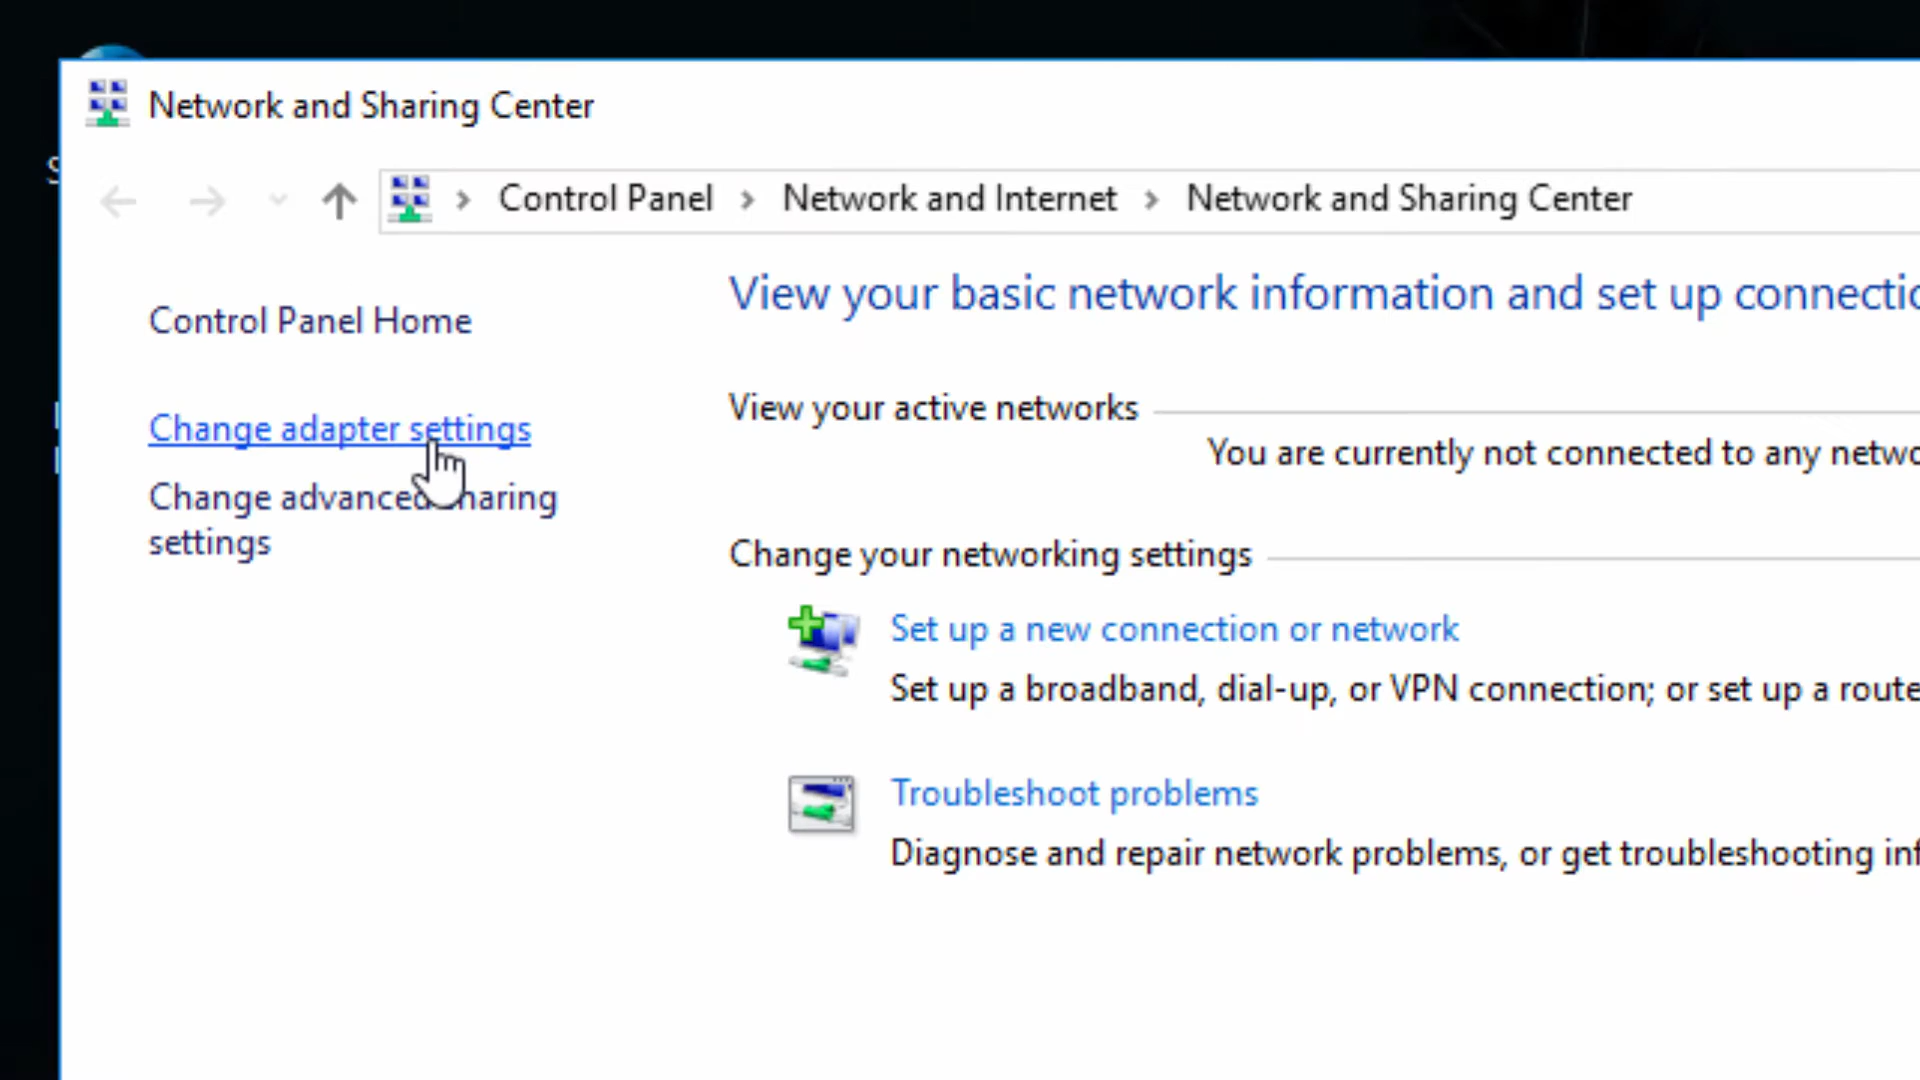 Network and Sharing Center
Control Panel > Network and Internet > Network and Sharing Center
Control Panel Home
Change adapter settings
Change advanced sharing
settings
View your basic network information and set up connectio
View your active networks
You are currently not connected to any netwo
Change your networking settings
Set up a new connection or network
Set up a broadband, dial-up, or VPN connection; or set up a route
Troubleshoot problems
Diagnose and repair network problems, or get troubleshooting inf